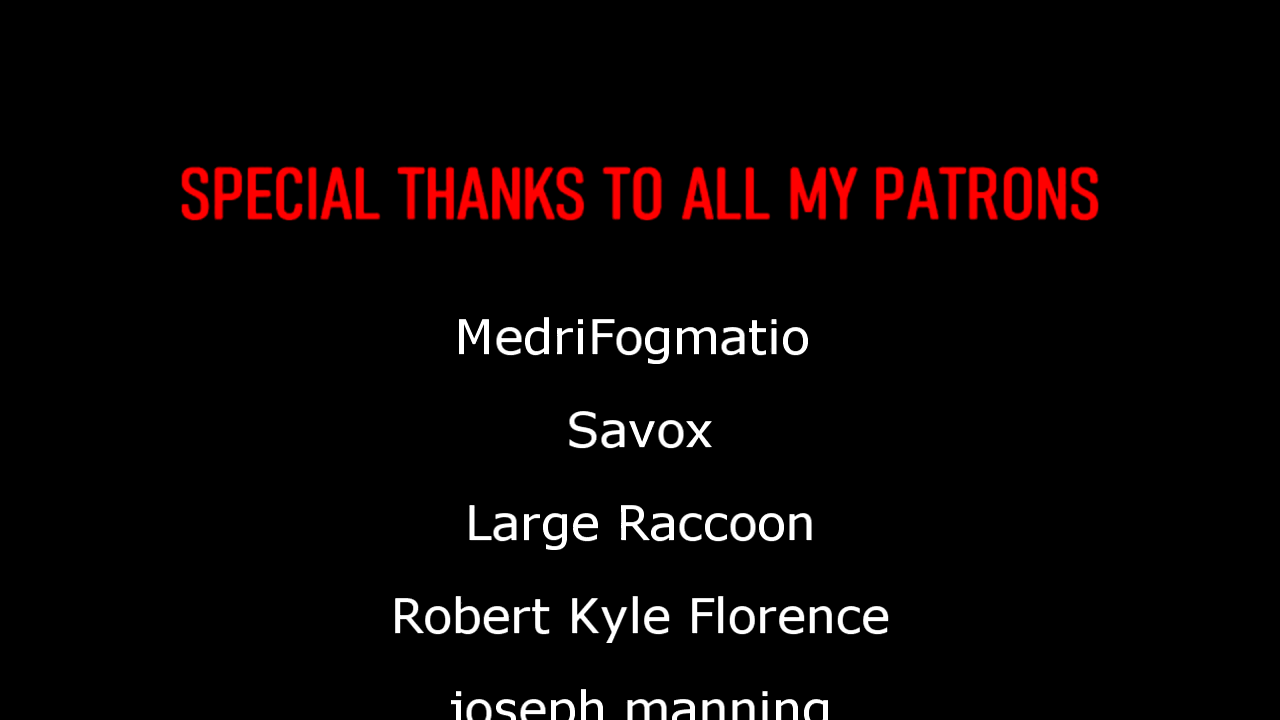 SPECIAL THANKS TO ALL MY PATRONS
MedriFogmatio
Savox
Large Raccoon
Robert Kyle Florence
joseph manning